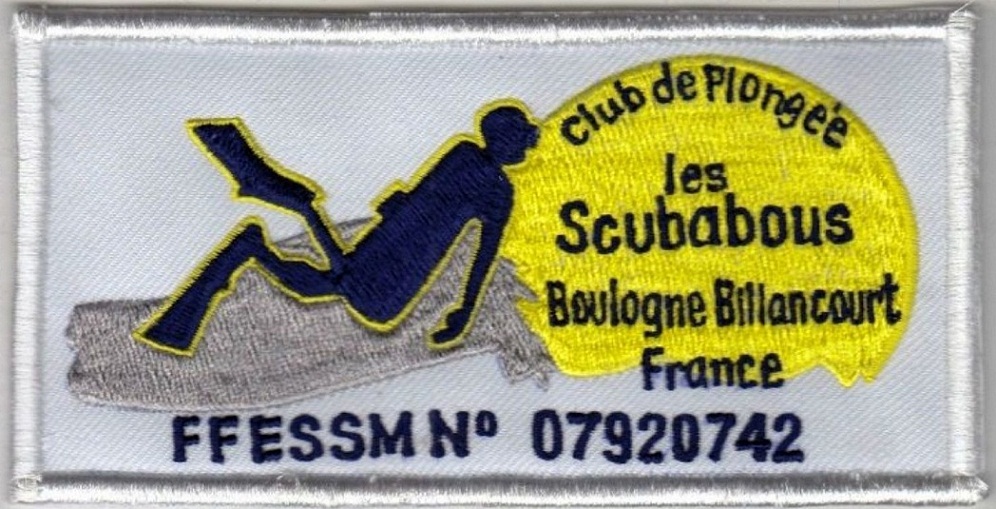 Club de Plongée
les
Scubabous
Boulogne Billancourt
France
FFESSM Nº 07920742